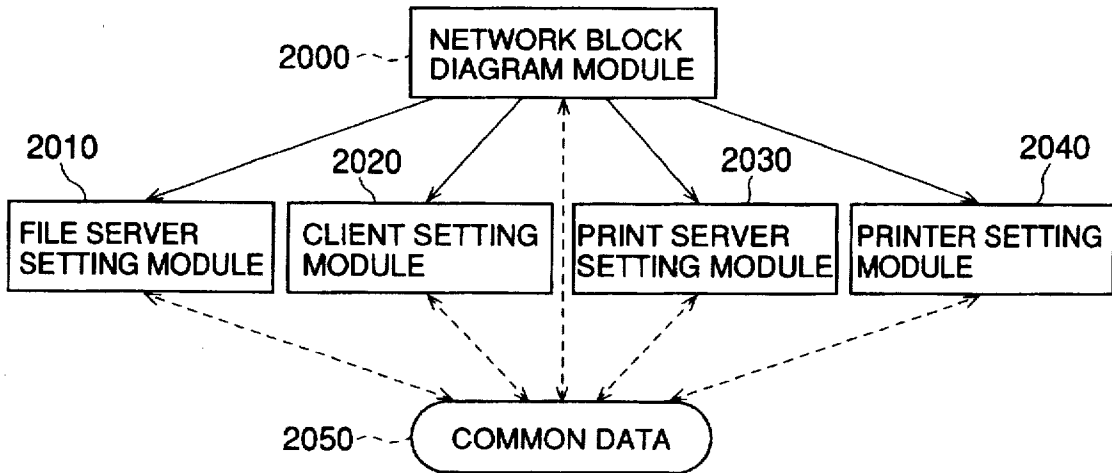 2000
NETWORK BLOCK
DIAGRAM MODULE
2010
2020
2030
2040
FILE SERVER
SETTING MODULE
CLIENT SETTING
MODULE
PRINT SERVER
SETTING MODULE
PRINTER SETTING
MODULE
2050
COMMON DATA